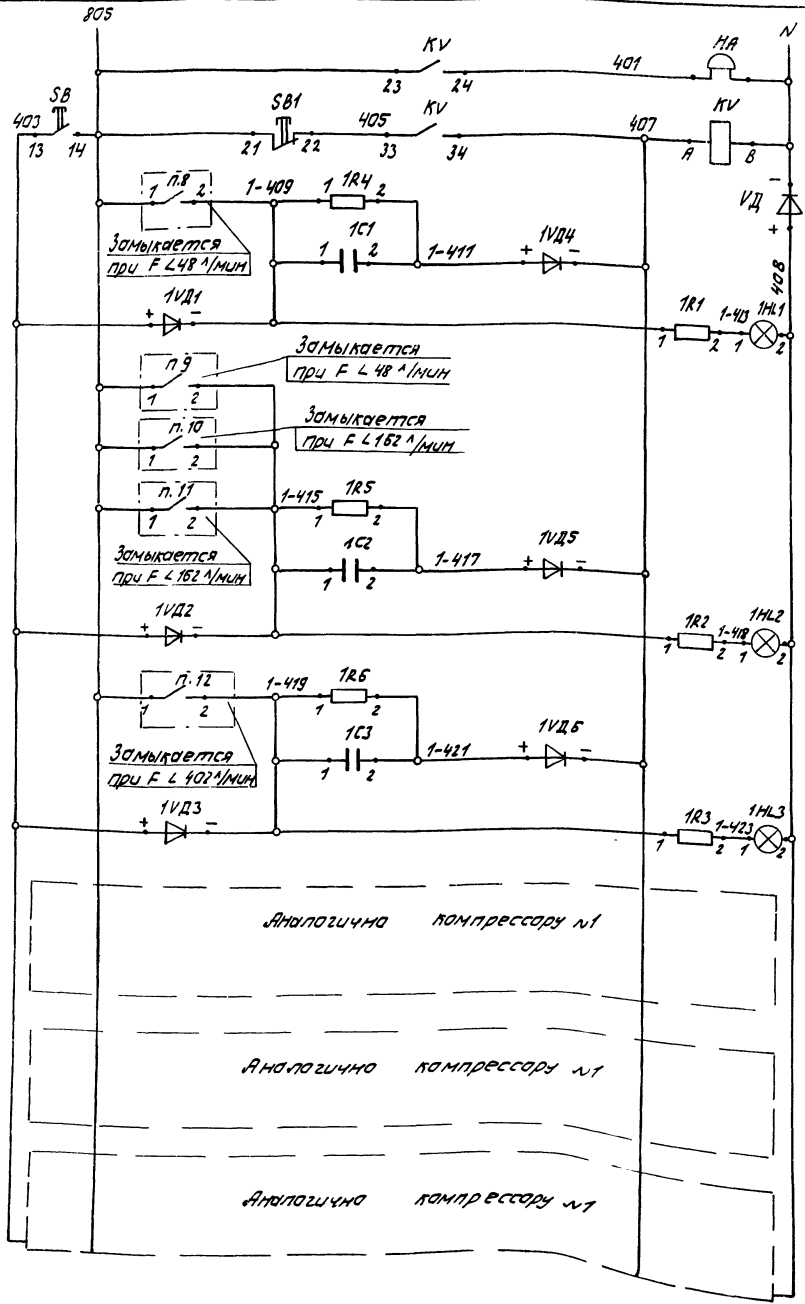 805
N
KV
401
HA
23 24
SB
SB1
405
KV
KV
403
407
13 14
21 22
33 34
A B
-
VД
+
408
п.8
1 2
1-409
1 1R4 2
1C1
1 2
1-411
+ 1VД4 -
Замыкается
при F ∠ 48 л/мин
+ 1VД1 -
1R1
1 2
1-413
1HL1
1 2
п.9
1 2
Замыкается
при F ∠ 48 л/мин
п.10
1 2
Замыкается
при F ∠ 162 л/мин
п.11
1 2
1-415
1R5
1 2
1C2
1 2
1-417
+ 1VД5 -
Замыкается
при F ∠ 162 л/мин
+ 1VД2 -
1R2
1 2
1-418
1HL2
1 2
п.12
1 2
1-419
1R6
1 2
1C3
1 2
1-421
+ 1VД6 -
Замыкается
при F ∠ 402 л/мин
+ 1VД3 -
1R3
1 2
1-423
1HL3
1 2
Аналогично компрессору №1
Аналогично компрессору №1
Аналогично компрессору №1